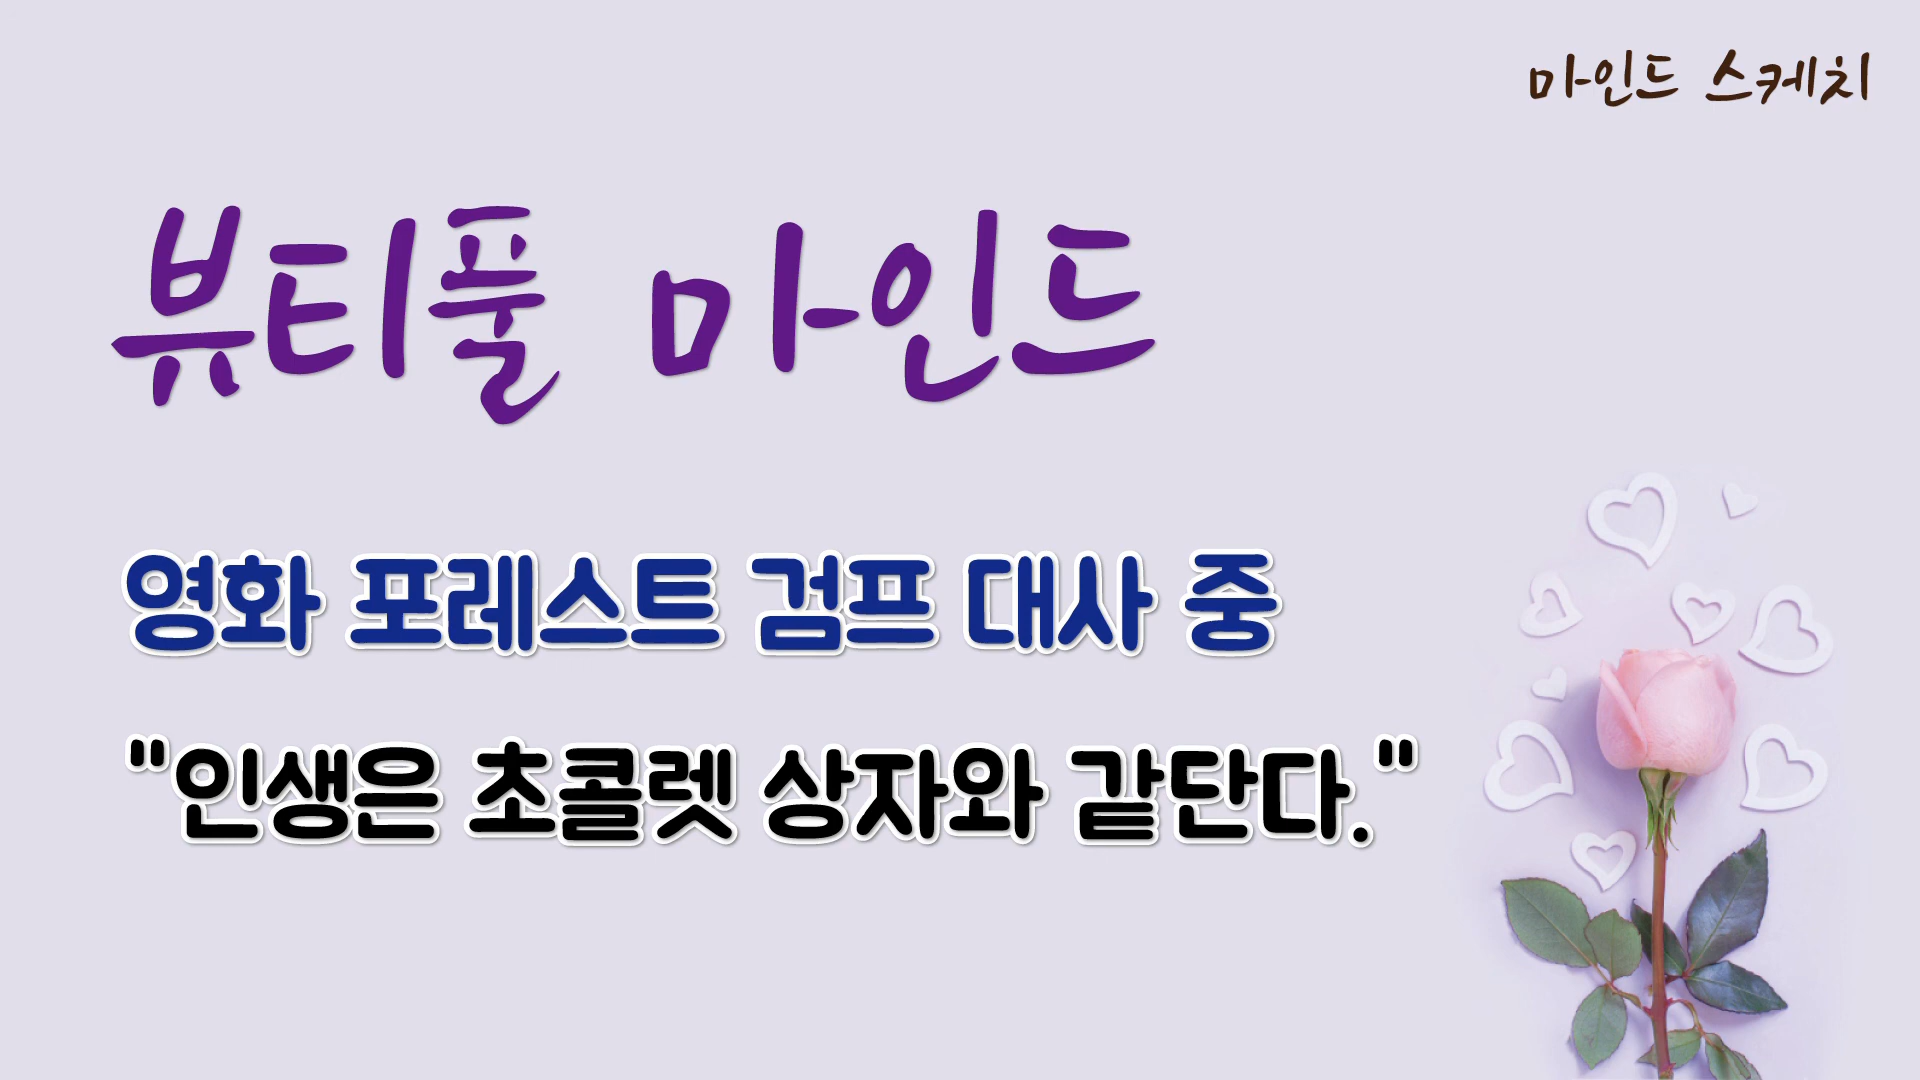 마인드 스케치
뷰티풀 마인드
영화 포레스트 검프 대사 중
"인생은 초콜렛 상자와 같단다."